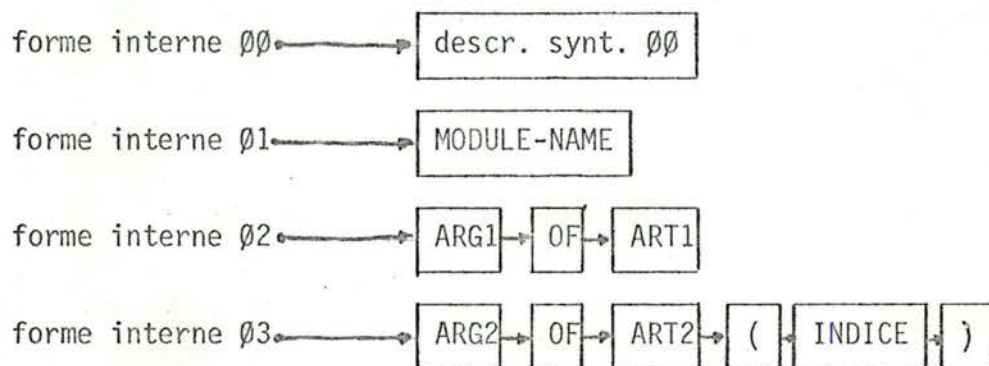 forme interne ØØ descr. synt. ØØ
forme interne Ø1 MODULE-NAME
forme interne Ø2 ARG1 OF ART1
forme interne Ø3 ARG2 OF ART2 ( INDICE )